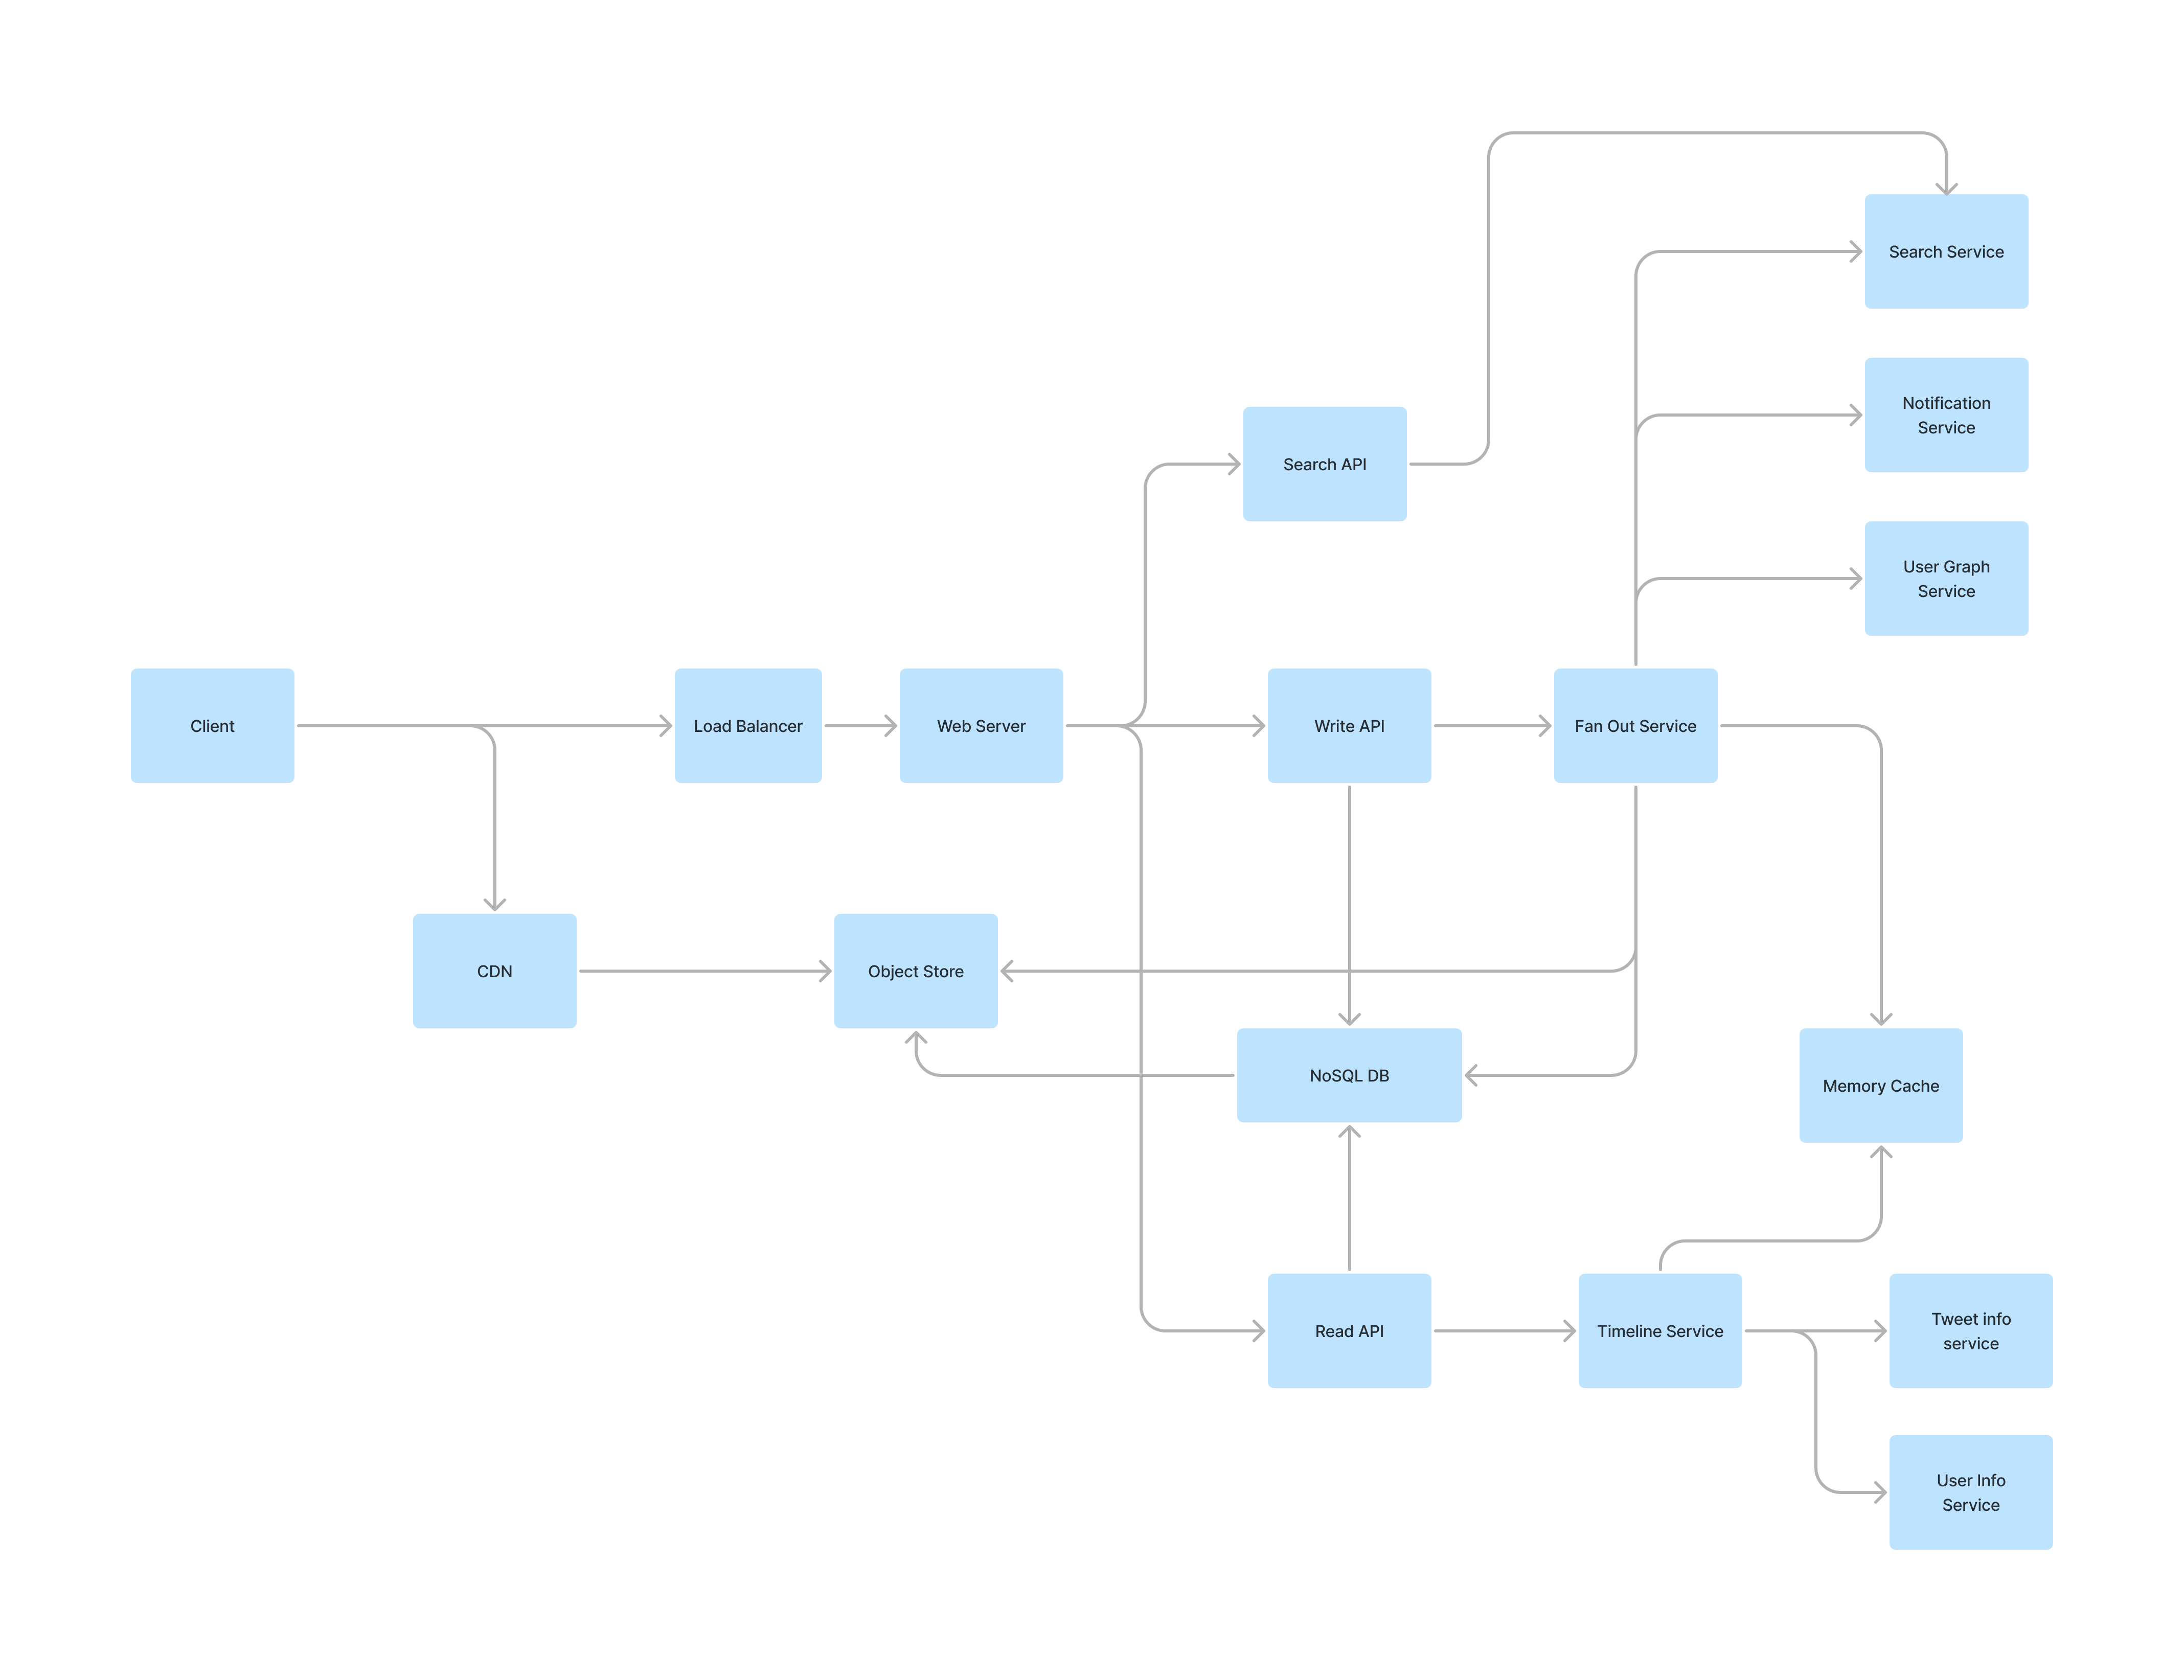 Search Service
Notification
Service
Search API
User Graph
Service
Client
Load Balancer
Web Server
Write API
Fan Out Service
CDN
Object Store
NoSQL DB
Memory Cache
Read API
Timeline Service
Tweet info
service
User Info
Service